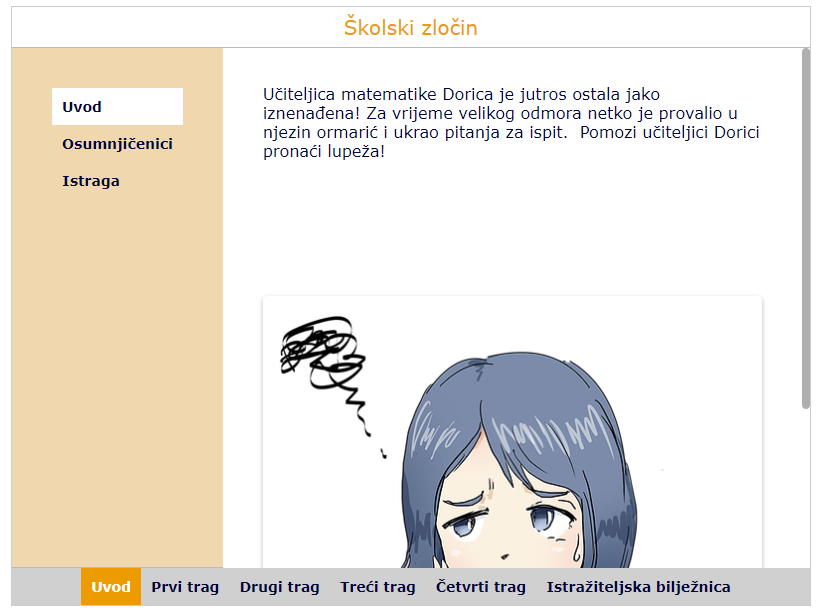 Školski zločin
Uvod
Osumnjičenici
Istraga
Učiteljica matematike Dorica je jutros ostala jako
iznenađena! Za vrijeme velikog odmora netko je provalio u
njezin ormarić i ukrao pitanja za ispit.  Pomozi učiteljici Dorici
pronaći lupeža!
Uvod Prvi trag Drugi trag Treći trag Četvrti trag Istražiteljska bilježnica